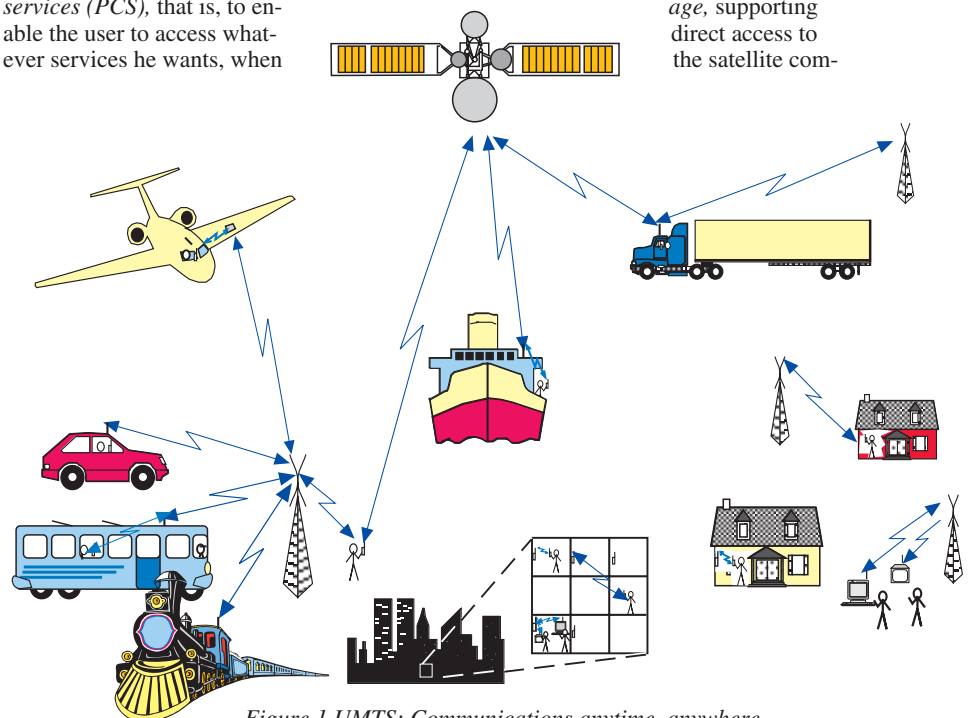 services (PCS), that is, to en-
able the user to access what-
ever services he wants, when
age, supporting
direct access to
the satellite com-
Figure 1 UMTS: Communications anytime, anywhere